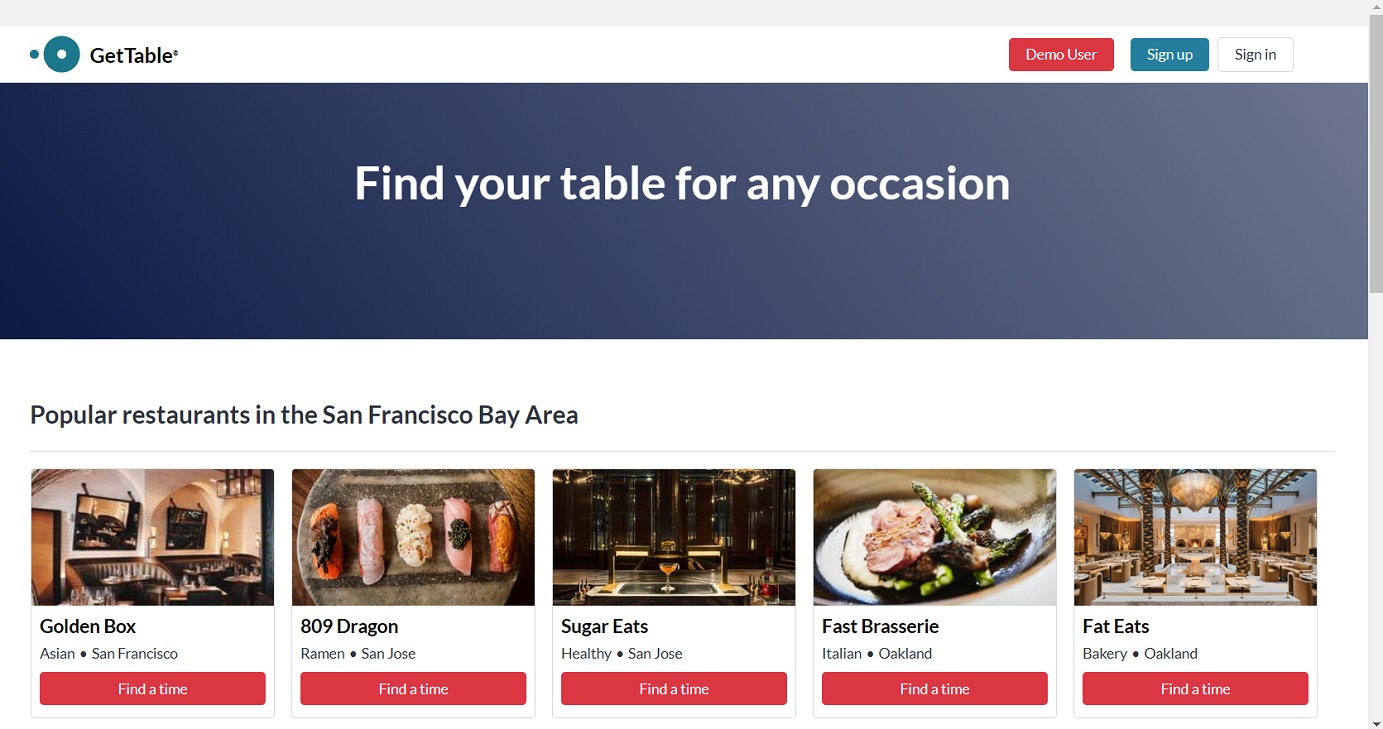 GetTable®
Demo User
Sign up
Sign in
Find your table for any occasion
Popular restaurants in the San Francisco Bay Area
Golden Box
Asian ● San Francisco
Find a time
809 Dragon
Ramen ● San Jose
Find a time
Sugar Eats
Healthy ● San Jose
Find a time
Fast Brasserie
Italian ● Oakland
Find a time
Fat Eats
Bakery ● Oakland
Find a time